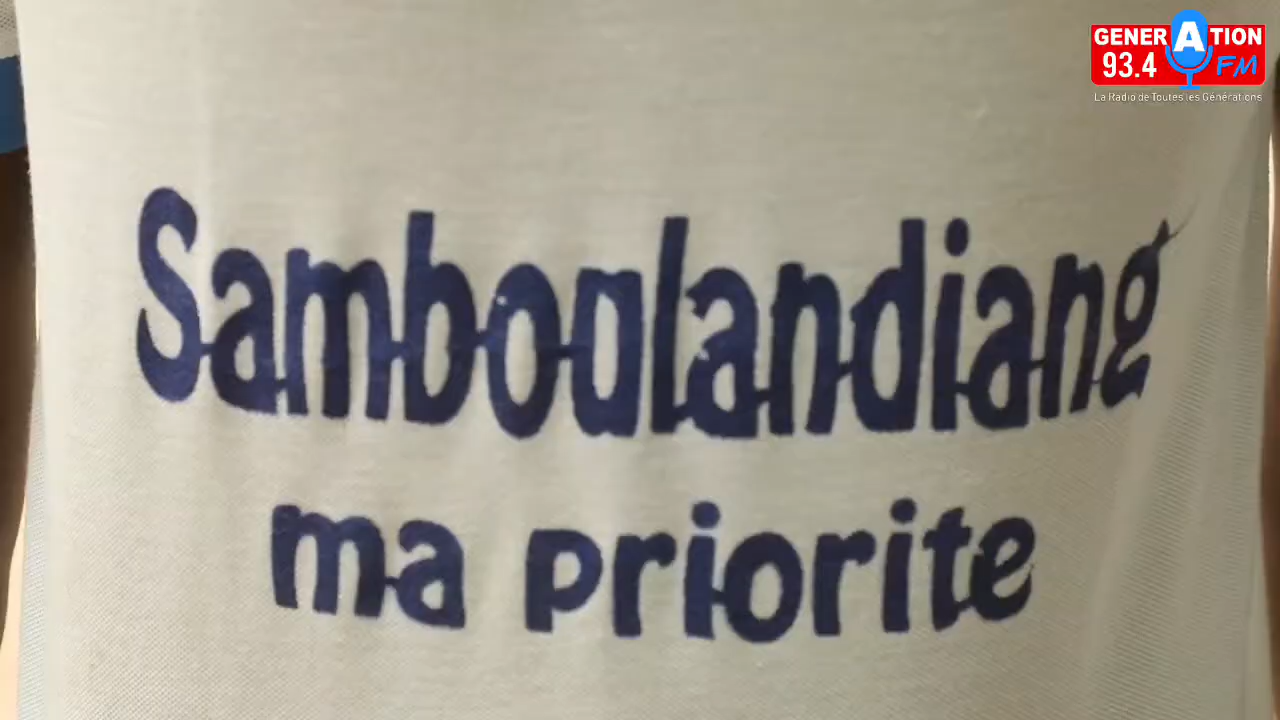 GENERATION
93.4 FM
La Radio de Toutes les Générations
Samboulandiang
ma priorite